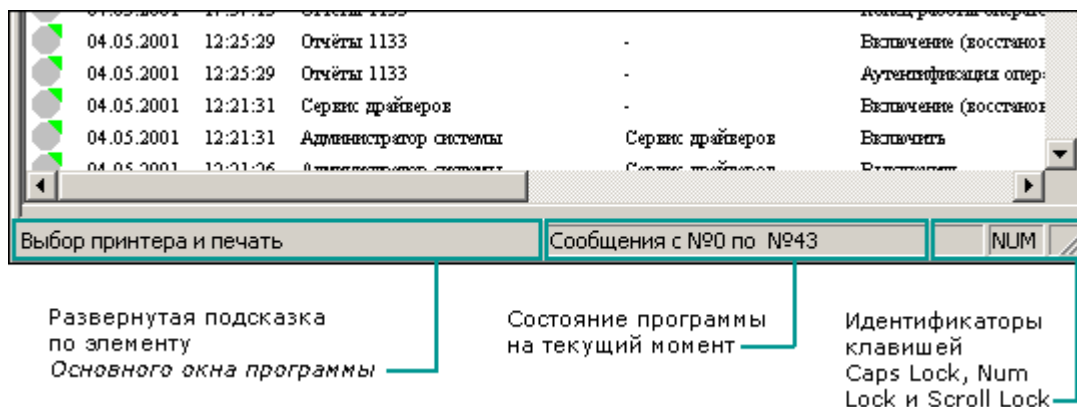 04.05.2001 12:25:29 Отчёты 1133 - Включение (восстанов
04.05.2001 12:25:29 Отчёты 1133 - Аутентификация опер
04.05.2001 12:21:31 Сервис драйверов - Включение (восстанов
04.05.2001 12:21:31 Администратор системы Сервис драйверов Включить
Выбор принтера и печать Сообщения с №0 по №43 NUM
Развернутая подсказка
по элементу
Основного окна программы
Состояние программы
на текущий момент
Идентификаторы
клавишей
Caps Lock, Num
Lock и Scroll Lock